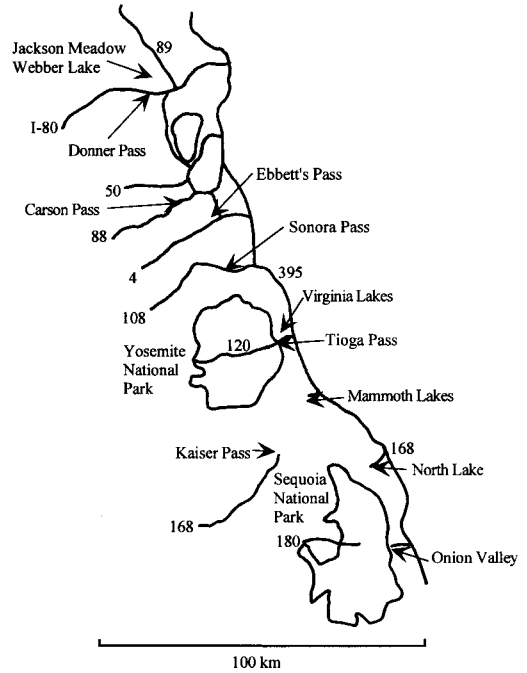 89
Jackson Meadow
Webber Lake
I-80
Donner Pass
Ebbett's Pass
50
Carson Pass
88
Sonora Pass
4
395
108
Virginia Lakes
120
Tioga Pass
Yosemite
National
Park
Mammoth Lakes
Kaiser Pass
168
North Lake
Sequoia
National
Park
168
180
Onion Valley
100 km